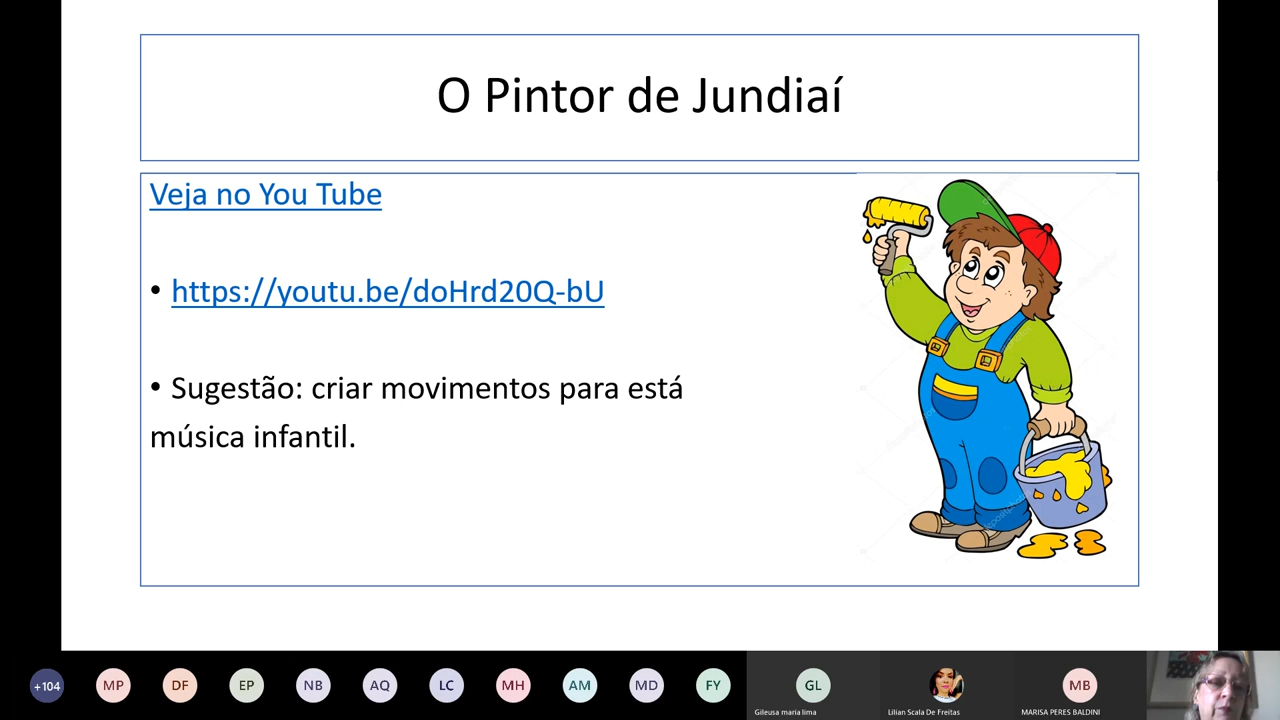 O Pintor de Jundiaí
Veja no You Tube
• https://youtu.be/doHrd20Q-bU
• Sugestão: criar movimentos para está
música infantil.
+104
MP
DF
EP
NB
AQ
LC
MH
AM
MD
FY
GL
MB
Gileusa maria lima
Lilian Scala De Freitas
MARISA PERES BALDINI